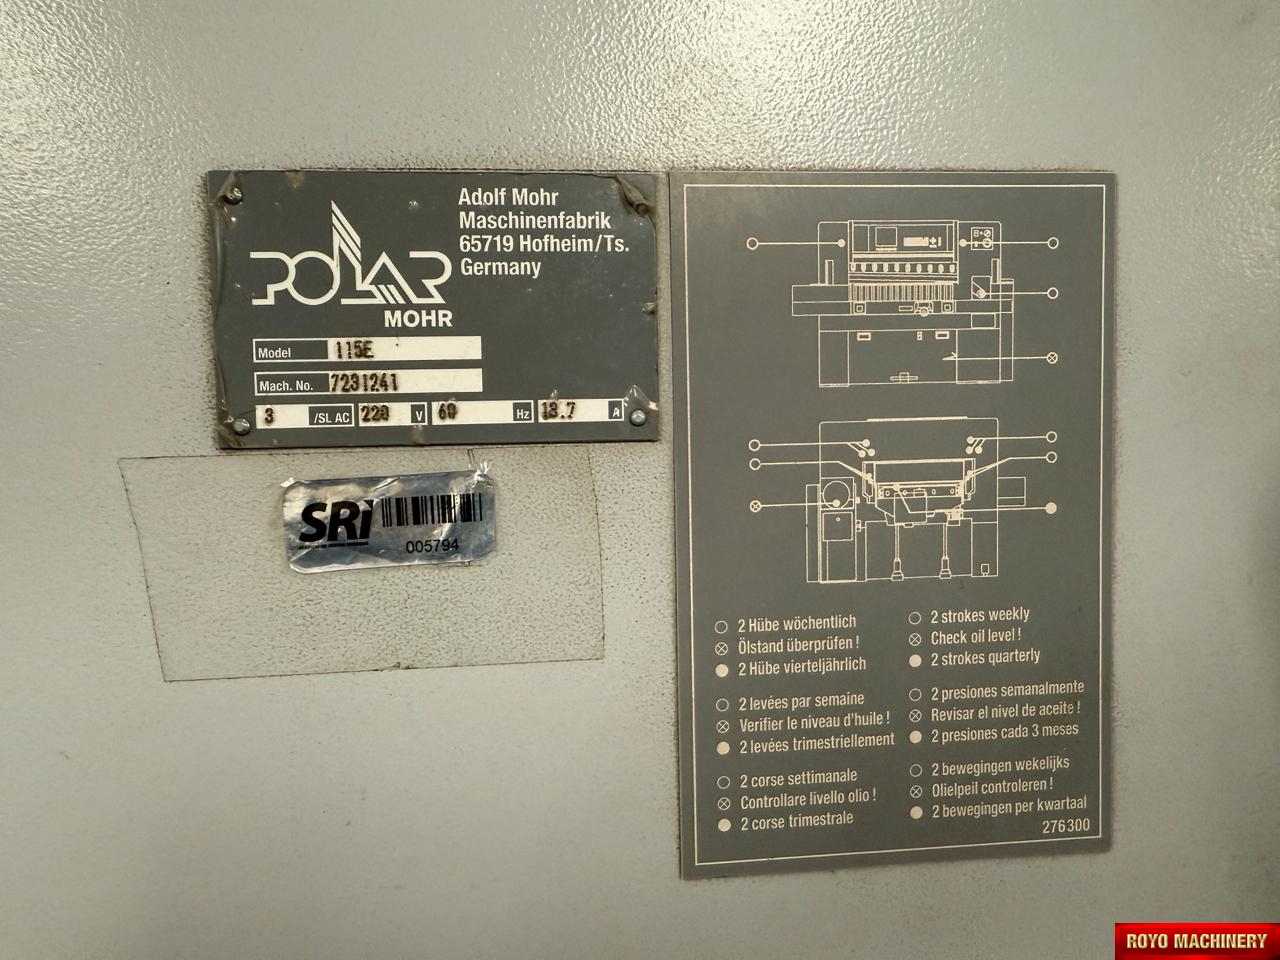 POLAR
MOHR
Adolf Mohr
Maschinenfabrik
65719 Hofheim/Ts.
Germany
Model 115E
Mach. No. 7231241
3 /SL AC 220 V 60 Hz 13.7 A
SRi
005794
2 Hübe wöchentlich
Ölstand überprüfen !
2 Hübe vierteljährlich
2 strokes weekly
Check oil level !
2 strokes quarterly
2 levées par semaine
Verifier le niveau d'huile !
2 levées trimestriellement
2 presiones semanalmente
Revisar el nivel de aceite !
2 presiones cada 3 meses
2 corse settimanale
Controllare livello olio !
2 corse trimestrale
2 bewegingen wekelijks
Olielpeil controleren !
2 bewegingen per kwartaal
276300
ROYO MACHINERY